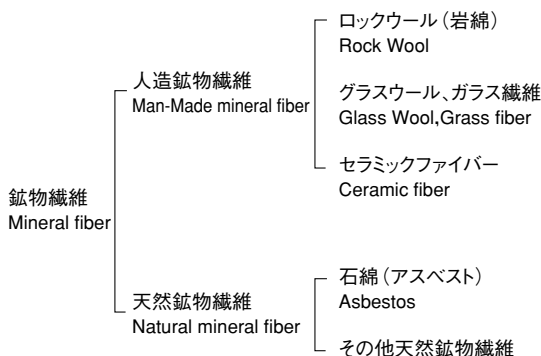 ロックウール（岩綿）
Rock Wool
人造鉱物繊維
Man-Made mineral fiber
グラスウール、ガラス繊維
Glass Wool,Grass fiber
セラミックファイバー
Ceramic fiber
鉱物繊維
Mineral fiber
石綿（アスベスト）
Asbestos
天然鉱物繊維
Natural mineral fiber
その他天然鉱物繊維